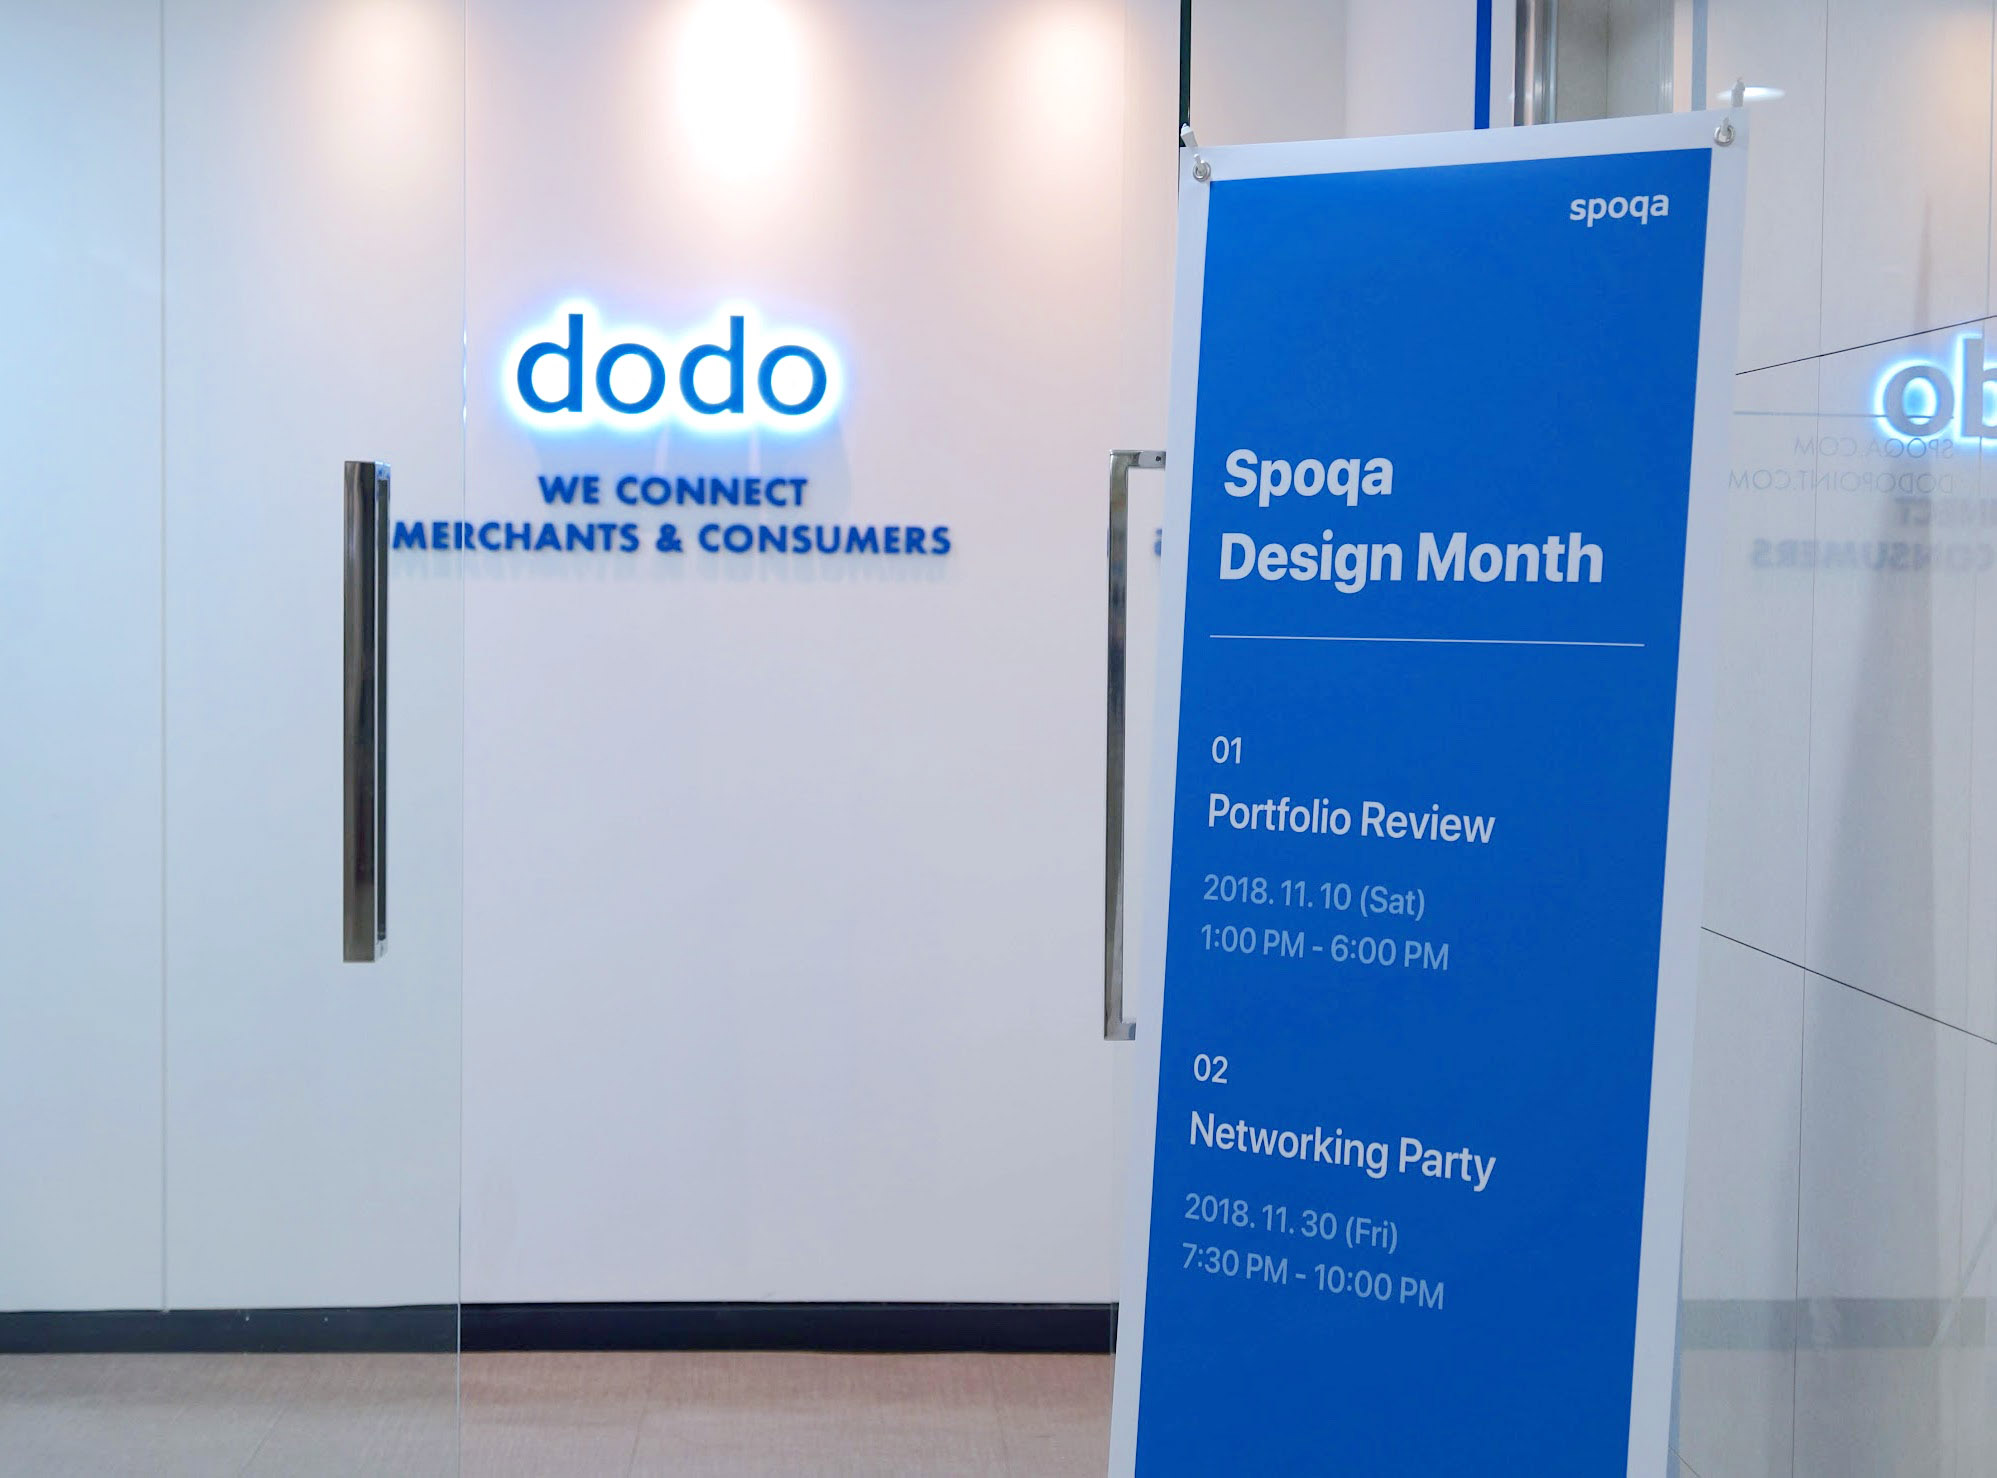 dodo
WE CONNECT
MERCHANTS & CONSUMERS
spoqa
Spoqa
Design Month
01
Portfolio Review
2018. 11. 10 (Sat)
1:00 PM - 6:00 PM
02
Networking Party
2018. 11. 30 (Fri)
7:30 PM - 10:00 PM
SPOQA.COM
DODOPOINT.COM